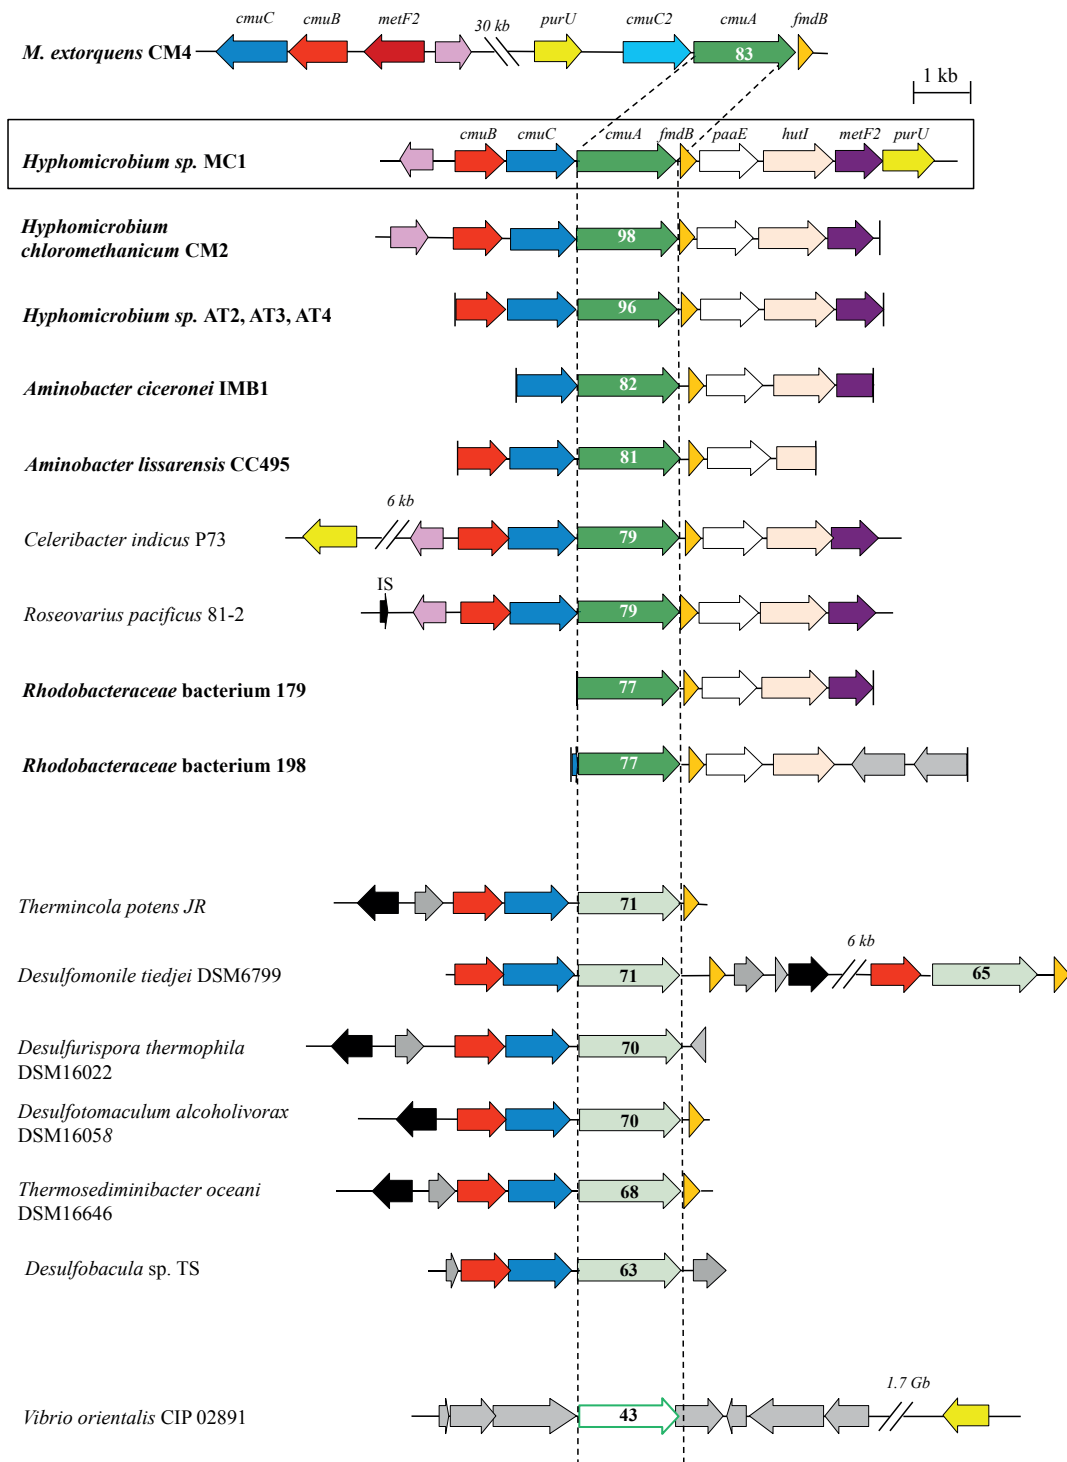 cmuC cmuB metF2 30 kb purU cmuC2 cmuA fmdB
M. extorquens CM4 83
1 kb
cmuB cmuC cmuA fmdB paaE hutI metF2 purU
Hyphomicrobium sp. MC1
Hyphomicrobium
chloromethanicum CM2 98
Hyphomicrobium sp. AT2, AT3, AT4 96
Aminobacter ciceronei IMB1 82
Aminobacter lissarensis CC495 81
6 kb
Celeribacter indicus P73 79
IS
Roseovarius pacificus 81-2 79
Rhodobacteraceae bacterium 179 77
Rhodobacteraceae bacterium 198 77
Thermincola potens JR 71
6 kb
Desulfomonile tiedjei DSM6799 71 65
Desulfurispora thermophila 70
DSM16022
Desulfotomaculum alcoholivorax 70
DSM16058
Thermosediminibacter oceani 68
DSM16646
Desulfobacula sp. TS 63
1.7 Gb
Vibrio orientalis CIP 02891 43